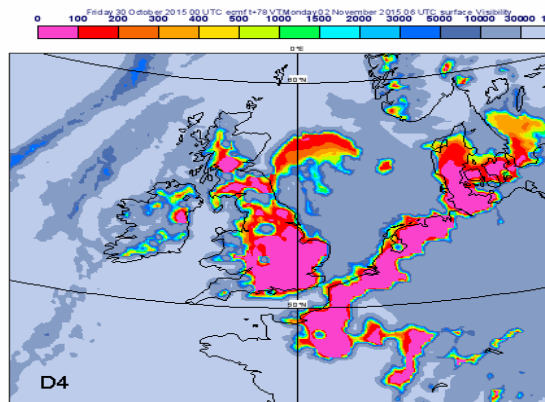 Friday 30 October 2015 00 UTC ecmf t+78 VT:Monday 02 November 2015 06 UTC surface Visibility
0 100 200 300 400 500 1000 1500 3000 5000 10000 30000
0°E
60°N
50°N
D4